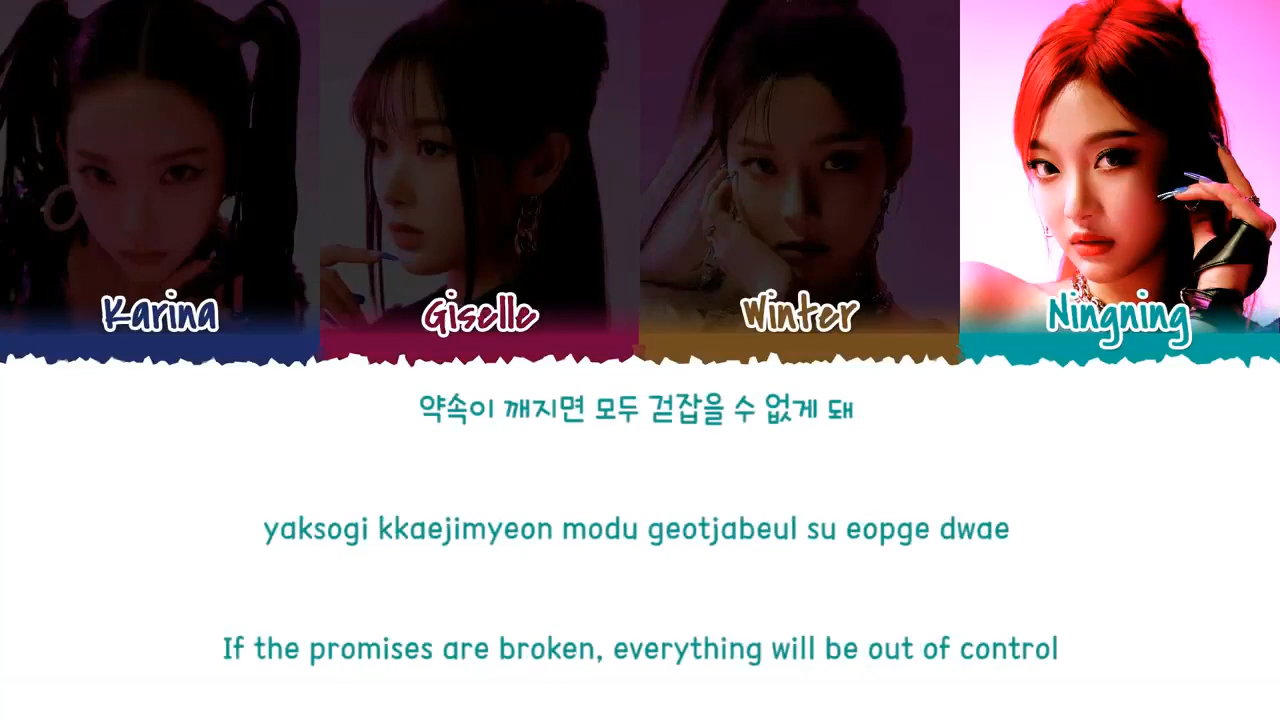 Karina
Giselle
Winter
Ningning
약속이 깨지면 모두 걷잡을 수 없게 돼
yaksogi kkaejimyeon modu geotjabeul su eopge dwae
If the promises are broken, everything will be out of control